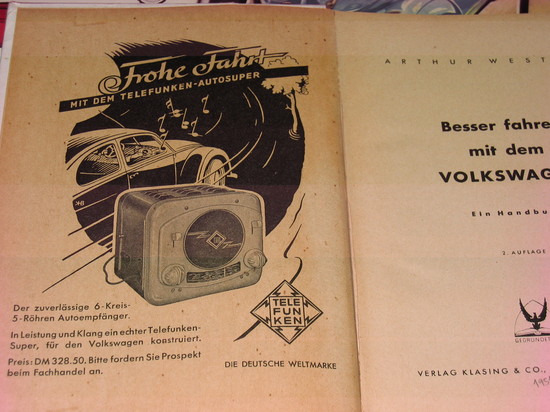 Frohe Fahrt
MIT DEM TELEFUNKEN-AUTOSUPER
Der zuverlässige 6-Kreis-
5-Röhren Autoempfänger.
In Leistung und Klang ein echter Telefunken-
Super, für den Volkswagen konstruiert.
Preis: DM 328.50. Bitte fordern Sie Prospekt
beim Fachhandel an.
TELE
FUN
KEN
DIE DEUTSCHE WELTMARKE
ARTHUR WEST
Besser fahre
mit dem
VOLKSWAG
Ein Handbu
2. AUFLAGE
GEGRÜNDET
VERLAG KLASING & CO.,